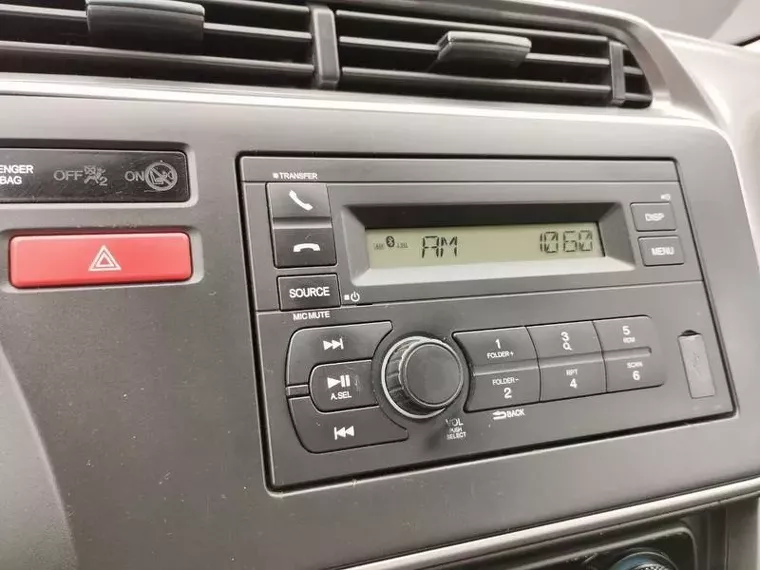 ENGER
BAG
OFF 2
ON
TRANSFER
SOURCE
MIC MUTE
AM 1060
DISP
MENU
A.SEL
VOL
PUSH
SELECT
1
FOLDER+
3
5
RDM
FOLDER-
2
RPT
4
SCAN
6
BACK